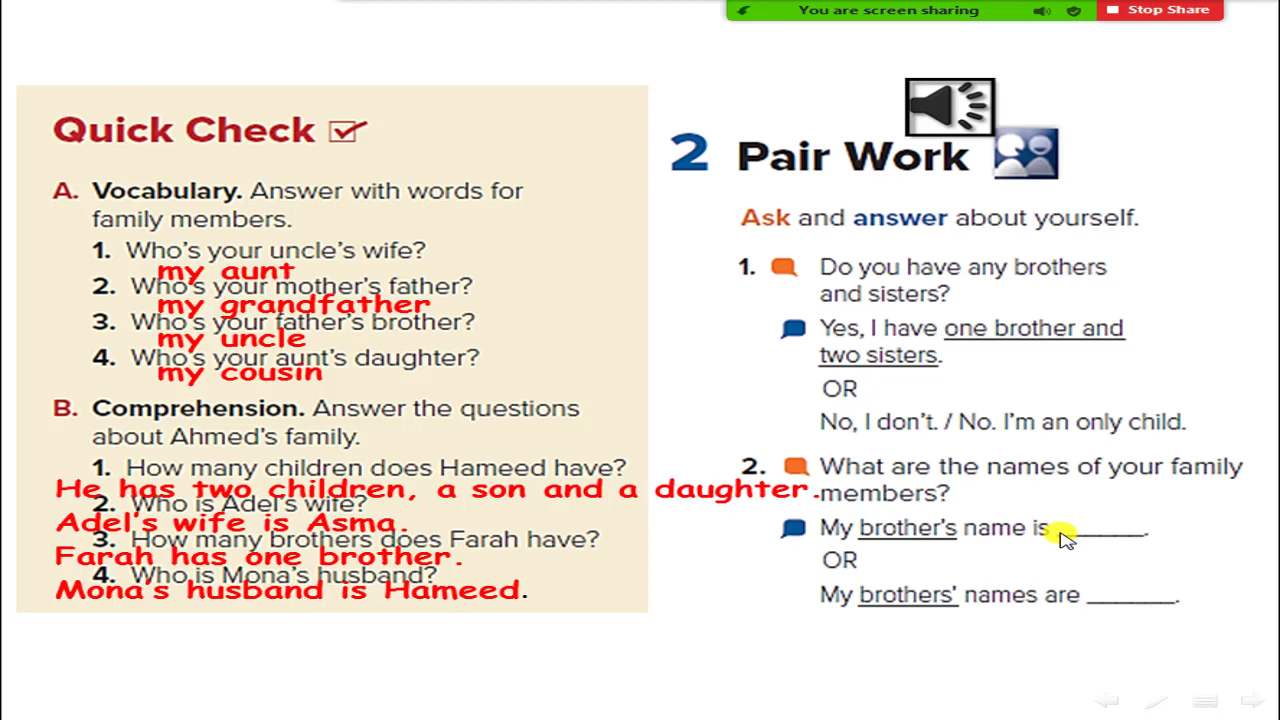 You are screen sharing
Stop Share
Quick Check
A. Vocabulary. Answer with words for
family members.
1. Who's your uncle's wife?
my aunt
2. Who's your mother's father?
my grandfather
3. Who's your father's brother?
my uncle
4. Who's your aunt's daughter?
my cousin
B. Comprehension. Answer the questions
about Ahmed's family.
1. How many children does Hameed have?
He has two children, a son and a daughter.
2. Who is Adel's wife?
Adel's wife is Asma.
3. How many brothers does Farah have?
Farah has one brother.
4. Who is Mona's husband?
Mona's husband is Hameed.
2 Pair Work
Ask and answer about yourself.
1. Do you have any brothers
and sisters?
Yes, I have one brother and
two sisters.
OR
No, I don't. / No. I'm an only child.
2. What are the names of your family
members?
My brother's name is ______.
OR
My brothers' names are ______.